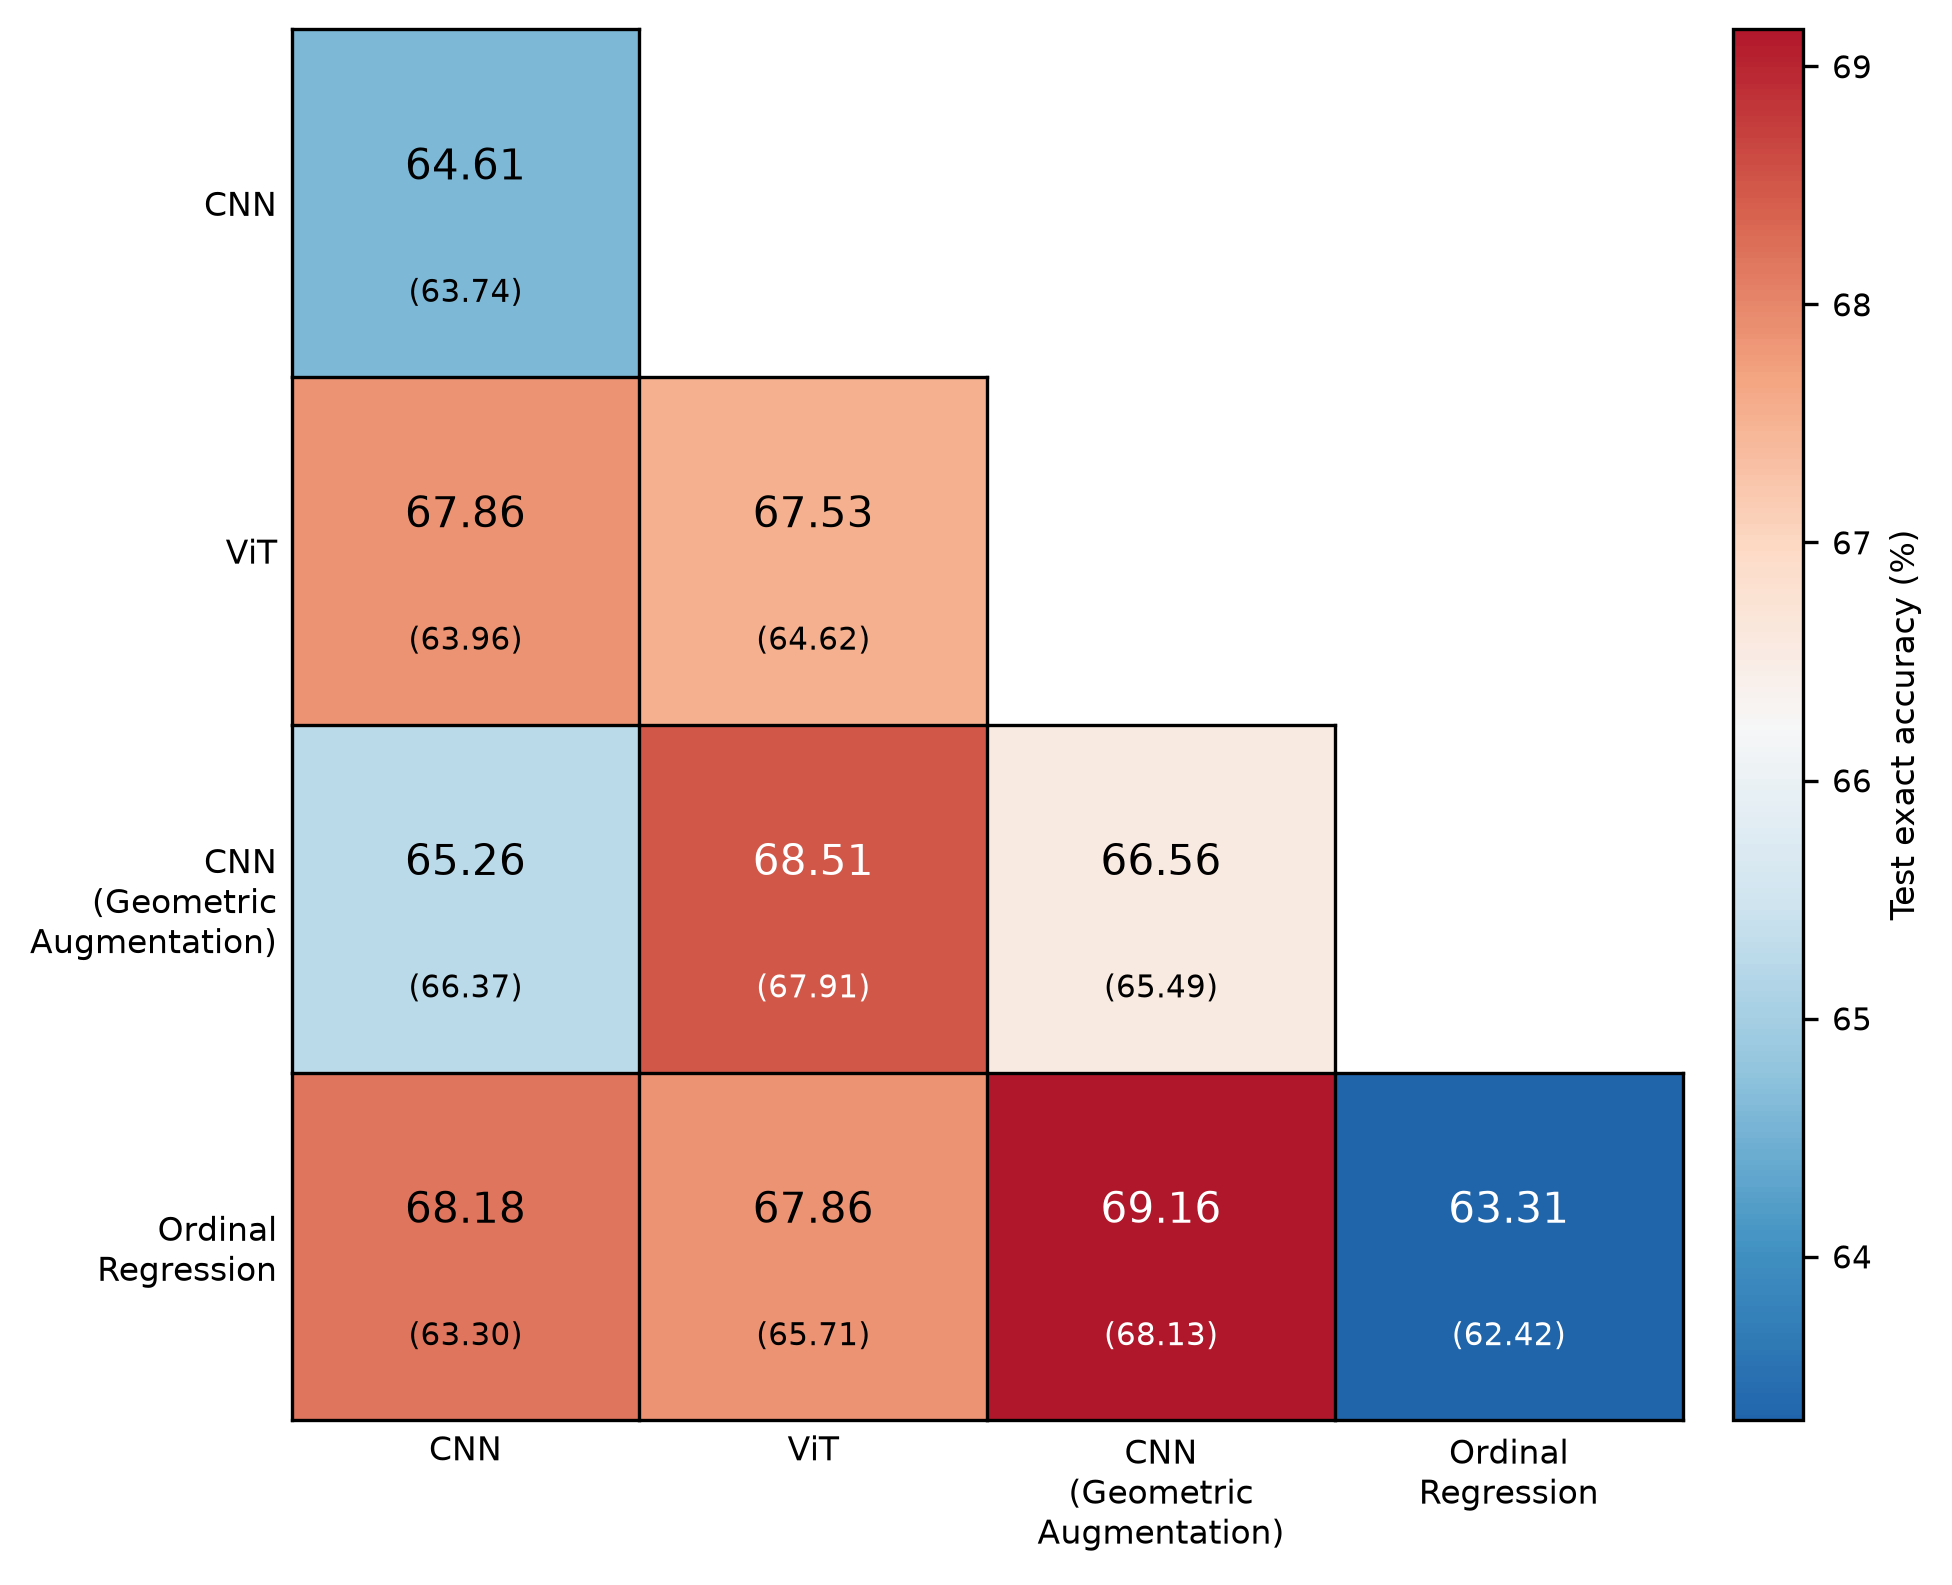 64.61
CNN
(63.74)
67.86
67.53
ViT
(63.96)
(64.62)
65.26
68.51
66.56
CNN
(Geometric
Augmentation)
(66.37)
(67.91)
(65.49)
68.18
67.86
69.16
63.31
Ordinal
Regression
(63.30)
(65.71)
(68.13)
(62.42)
CNN
ViT
CNN
(Geometric
Augmentation)
Ordinal
Regression
69
68
67
66
65
64
Test exact accuracy (%)